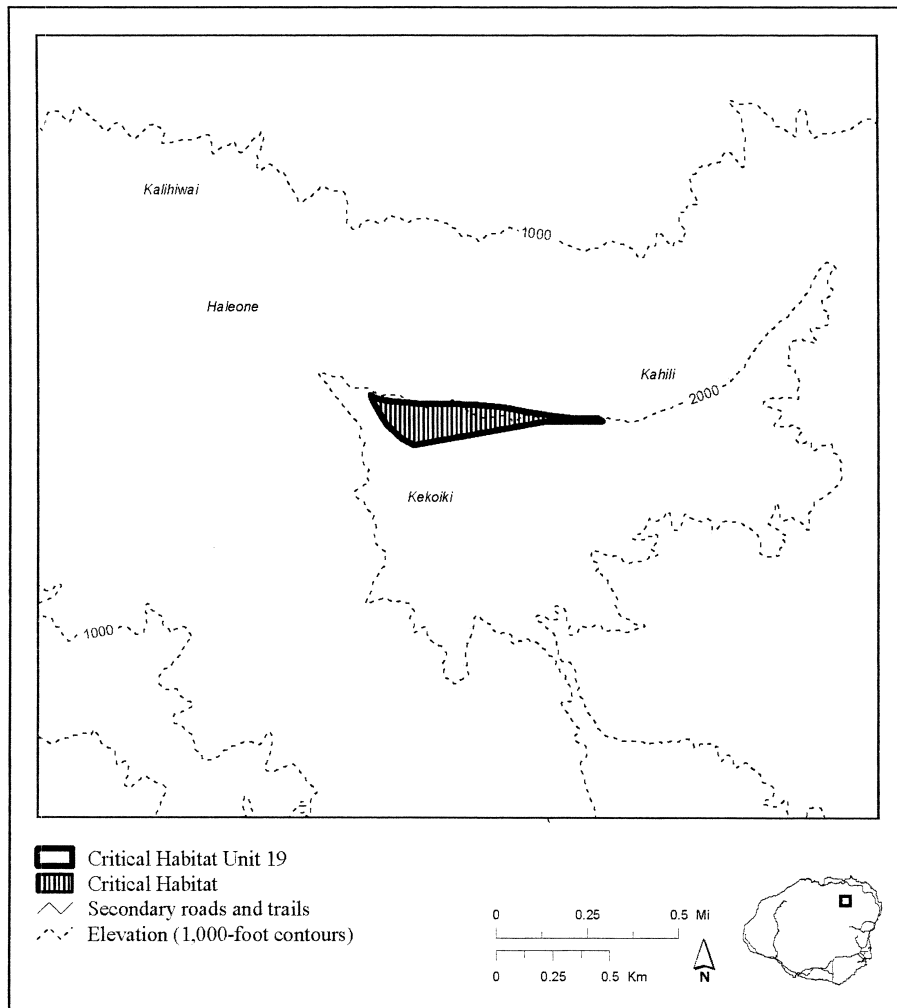 Kalihiwai
1000
Haleone
Kahili
2000
Kekoiki
1000
Critical Habitat Unit 19
Critical Habitat
Secondary roads and trails
Elevation (1,000-foot contours)
0 0.25 0.5 Mi
0 0.25 0.5 Km
N